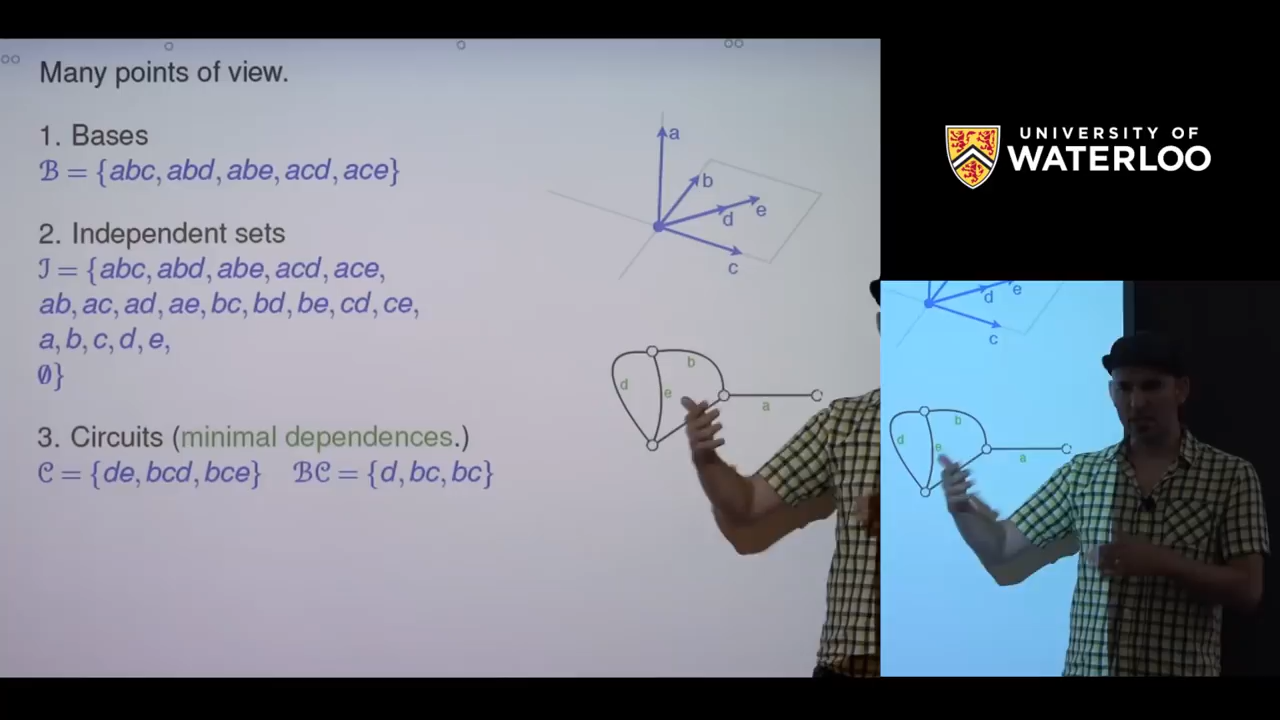 Many points of view.
1. Bases
ℬ = {abc, abd, abe, acd, ace}
2. Independent sets
ℐ = {abc, abd, abe, acd, ace,
ab, ac, ad, ae, bc, bd, be, cd, ce,
a, b, c, d, e,
∅}
3. Circuits (minimal dependences.)
𝒞 = {de, bcd, bce} ℬ𝒞 = {d, bc, bc}
a
b
d
e
c
b
d
e
a
UNIVERSITY OF
WATERLOO
d
e
c
b
d
e
a